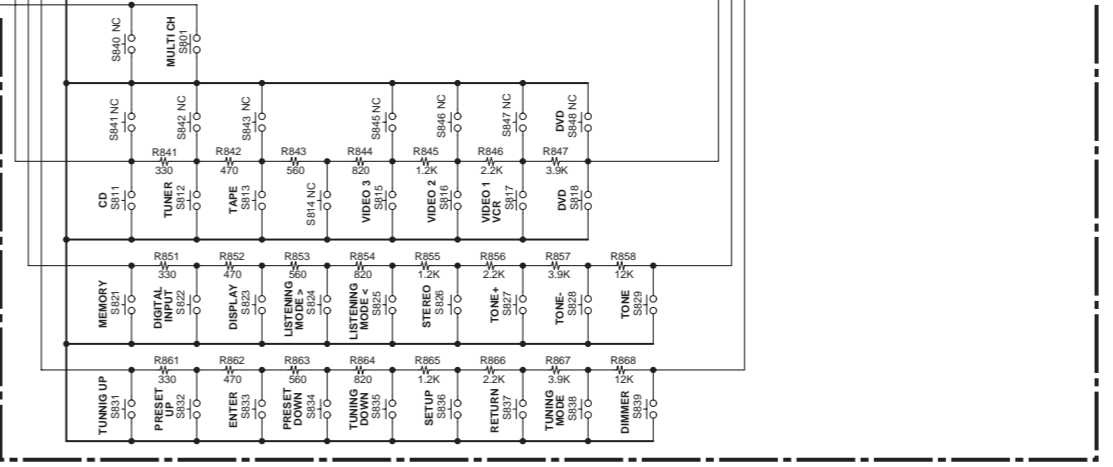 S840 NC
MULTI CH
S801
S841 NC
S842 NC
S843 NC
S845 NC
S846 NC
S847 NC
DVD
S848 NC
R841
330
R842
470
R843
560
R844
820
R845
1.2K
R846
2.2K
R847
3.9K
CD
S811
TUNER
S812
TAPE
S813
S814 NC
VIDEO 3
S815
VIDEO 2
S816
VIDEO 1
VCR
S817
DVD
S818
R851
330
R852
470
R853
560
R854
820
R855
1.2K
R856
2.2K
R857
3.9K
R858
12K
MEMORY
S821
DIGITAL
INPUT
S822
DISPLAY
S823
LISTENING
MODE >
S824
LISTENING
MODE <
S825
STEREO
S826
TONE+
S827
TONE-
S828
TONE
S829
R861
330
R862
470
R863
560
R864
820
R865
1.2K
R866
2.2K
R867
3.9K
R868
12K
TUNNIG UP
S831
PRESET
UP
S832
ENTER
S833
PRESET
DOWN
S834
TUNING
DOWN
S835
SETUP
S836
RETURN
S837
TUNING
MODE
S838
DIMMER
S839